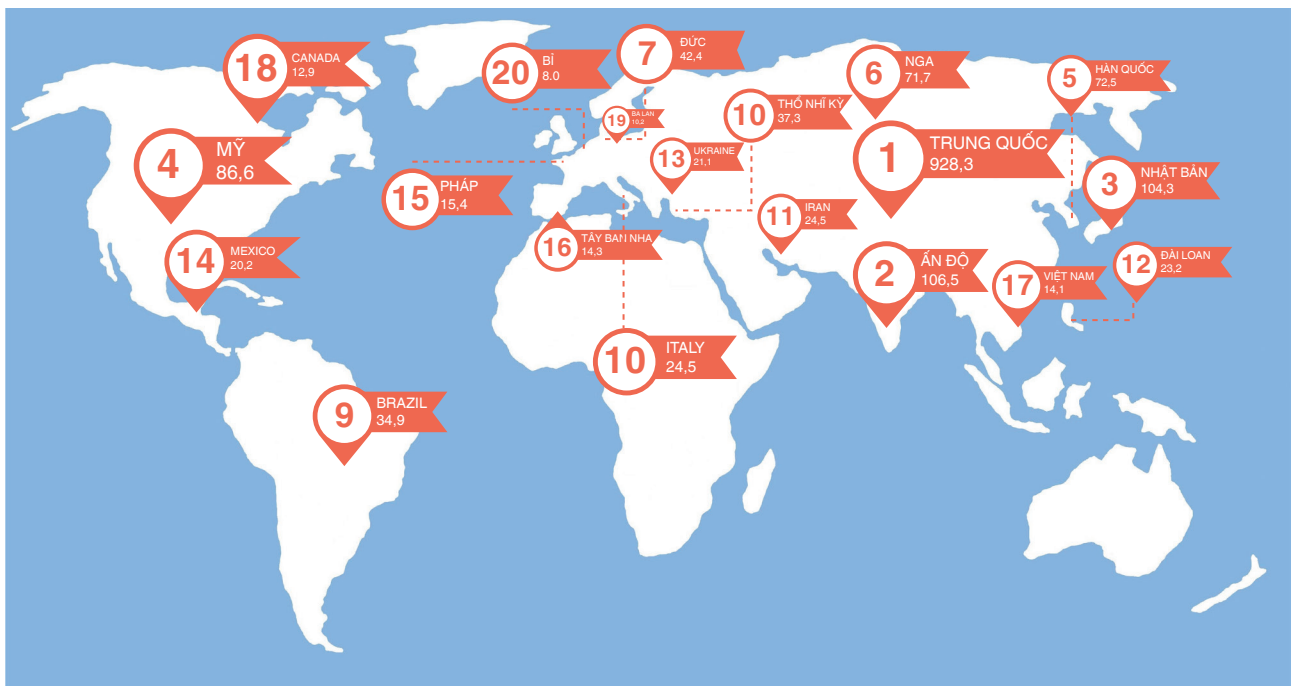 18
CANADA
12,9
20
BỈ
8.0
7
ĐỨC
42,4
6
NGA
71,7
5
HÀN QUỐC
72,5
4
MỸ
86,6
19
BA LAN
10,2
10
THỔ NHĨ KỲ
37,3
13
UKRAINE
21,1
1
TRUNG QUỐC
928,3
3
NHẬT BẢN
104,3
15
PHÁP
15,4
11
IRAN
24,5
14
MEXICO
20,2
16
TÂY BAN NHA
14,3
2
ẤN ĐỘ
106,5
17
VIỆT NAM
14,1
12
ĐÀI LOAN
23,2
10
ITALY
24,5
9
BRAZIL
34,9